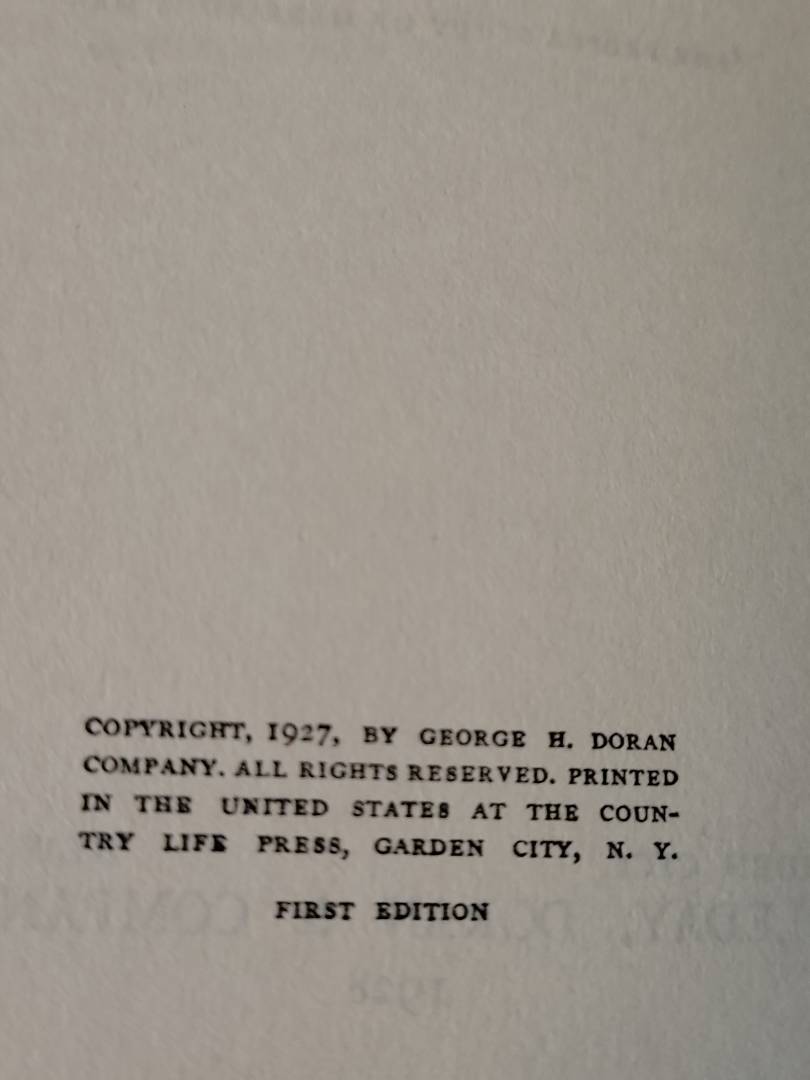 COPYRIGHT, 1927, BY GEORGE H. DORAN
COMPANY. ALL RIGHTS RESERVED. PRINTED
IN THE UNITED STATES AT THE COUN-
TRY LIFE PRESS, GARDEN CITY, N. Y.
FIRST EDITION